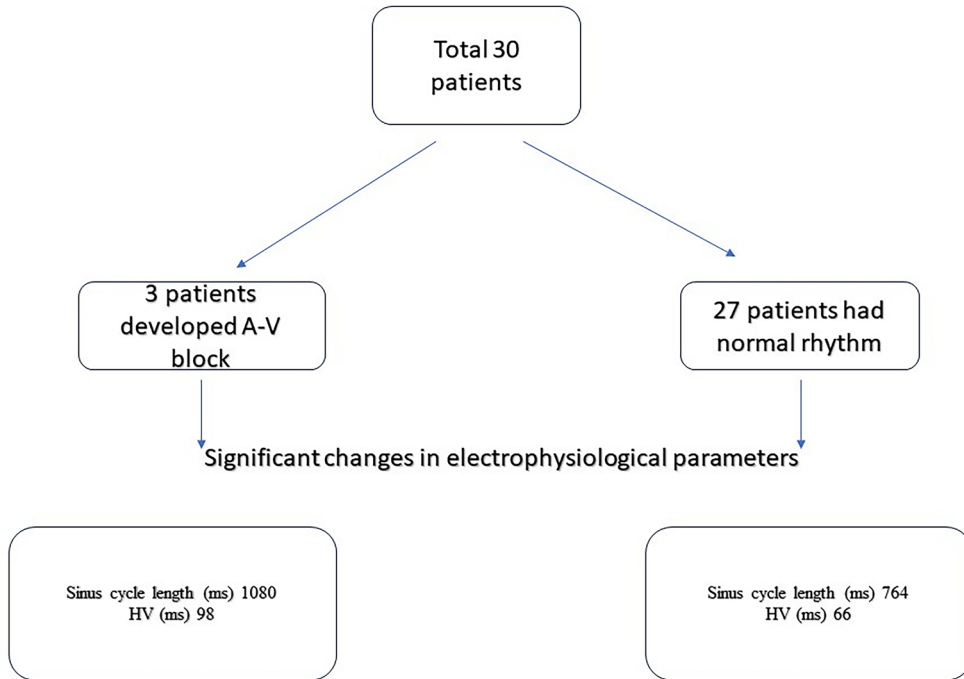 Total 30
patients
3 patients
developed A-V
block
27 patients had
normal rhythm
Significant changes in electrophysiological parameters
Sinus cycle length (ms) 1080
HV (ms) 98
Sinus cycle length (ms) 764
HV (ms) 66